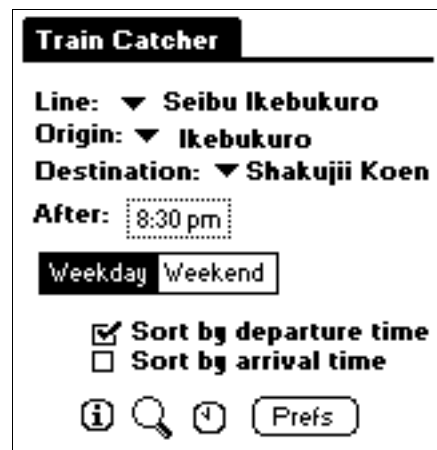 Train Catcher
Line: Seibu Ikebukuro
Origin: Ikebukuro
Destination: Shakujii Koen
After: 8:30 pm
Weekday Weekend
Sort by departure time
Sort by arrival time
Prefs